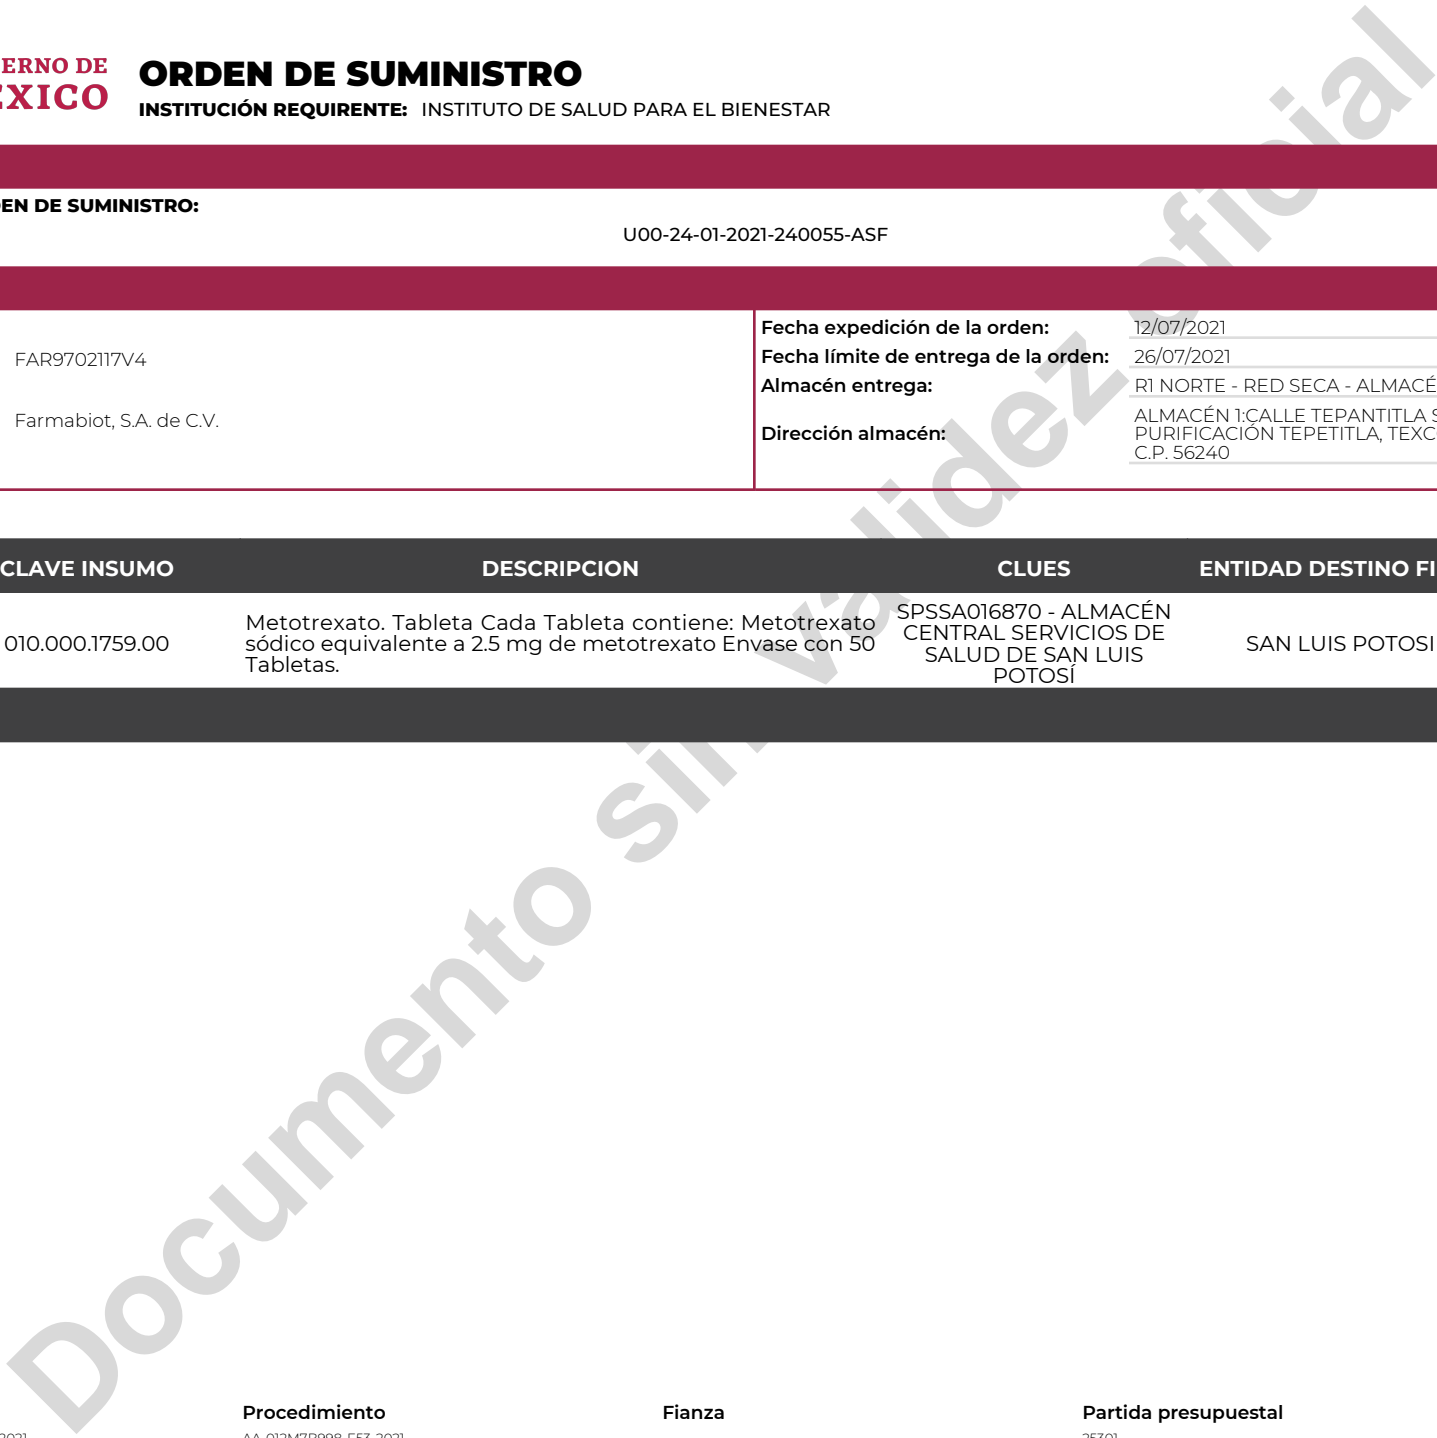 ERNO DE
ORDEN DE SUMINISTRO
INSTITUCIÓN REQUIRENTE: INSTITUTO DE SALUD PARA EL BIENESTAR
DE SUMINISTRO:
U00-24-01-2021-240055-ASF
FAR9702117V4
Farmabiot, S.A. de C.V.
Fecha expedición de la orden: 12/07/2021
Fecha límite de entrega de la orden: 26/07/2021
Almacén entrega: R1 NORTE - RED SECA - ALMACÉ
Dirección almacén: ALMACÉN 1:CALLE TEPANTITLA S
PURIFICACIÓN TEPETITLA, TEXC
C.P. 56240
CLAVE INSUMO DESCRIPCION CLUES ENTIDAD DESTINO FI
010.000.1759.00
Metotrexato. Tableta Cada Tableta contiene: Metotrexato
sódico equivalente a 2.5 mg de metotrexato Envase con 50
Tabletas.
SPSSA016870 - ALMACÉN
CENTRAL SERVICIOS DE
SALUD DE SAN LUIS
POTOSÍ
SAN LUIS POTOSI
Documento sin validez oficial
Procedimiento Fianza Partida presupuestal